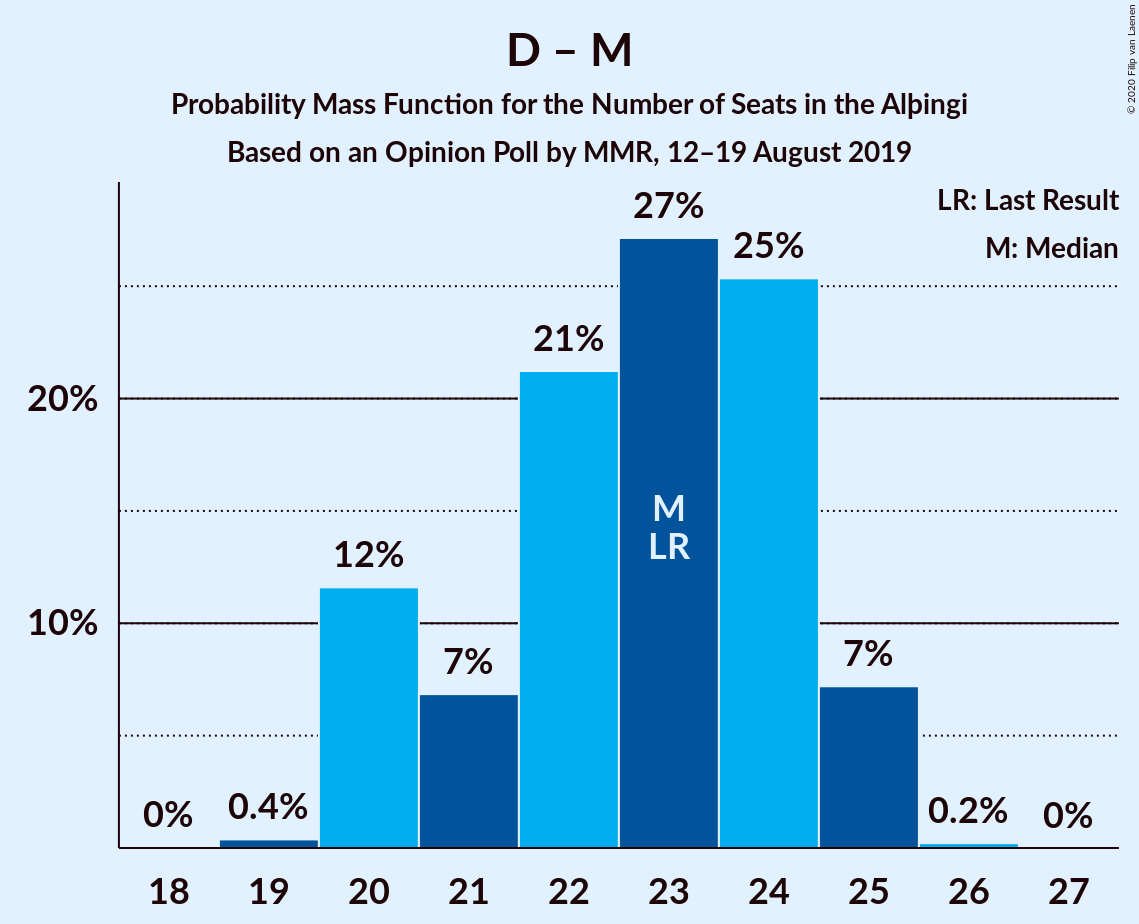 D – M
Probability Mass Function for the Number of Seats in the Alþingi
Based on an Opinion Poll by MMR, 12–19 August 2019
© 2020 Filip van Laenen
LR: Last Result
M: Median
27%
25%
21%
20%
12%
10%
7%
7%
0%
0.4%
0.2%
0%
M
LR
18 19 20 21 22 23 24 25 26 27